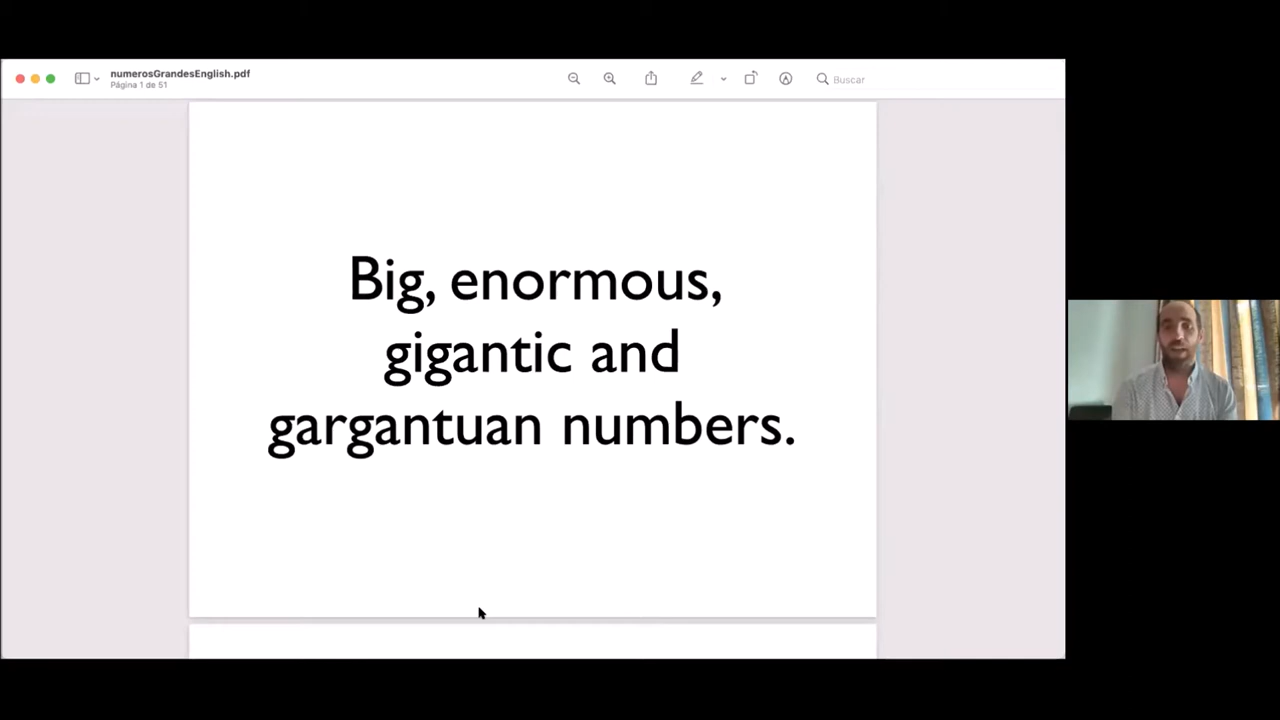 numerosGrandesEnglish.pdf
Página 1 de 51
Buscar
Big, enormous,
gigantic and
gargantuan numbers.